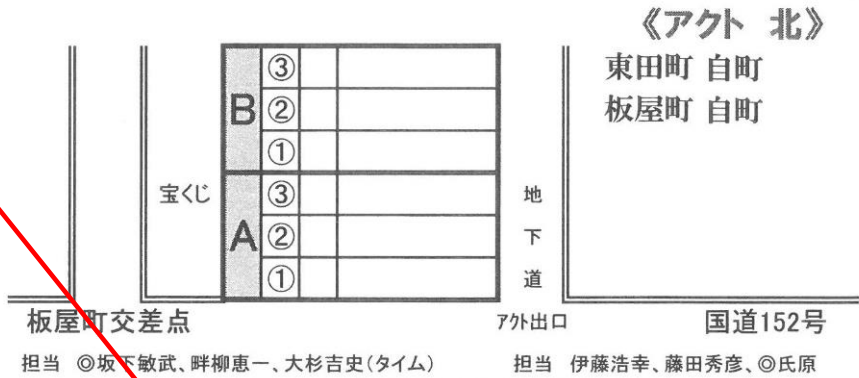 《アクト 北》
東田町 自町
板屋町 自町
B
③
②
①
A
③
②
①
宝くじ
地下道
板屋町交差点
アクト出口
国道152号
担当 ◎坂下敏武、畔柳恵一、大杉吉史(タイム)
担当 伊藤浩幸、藤田秀彦、◎氏原